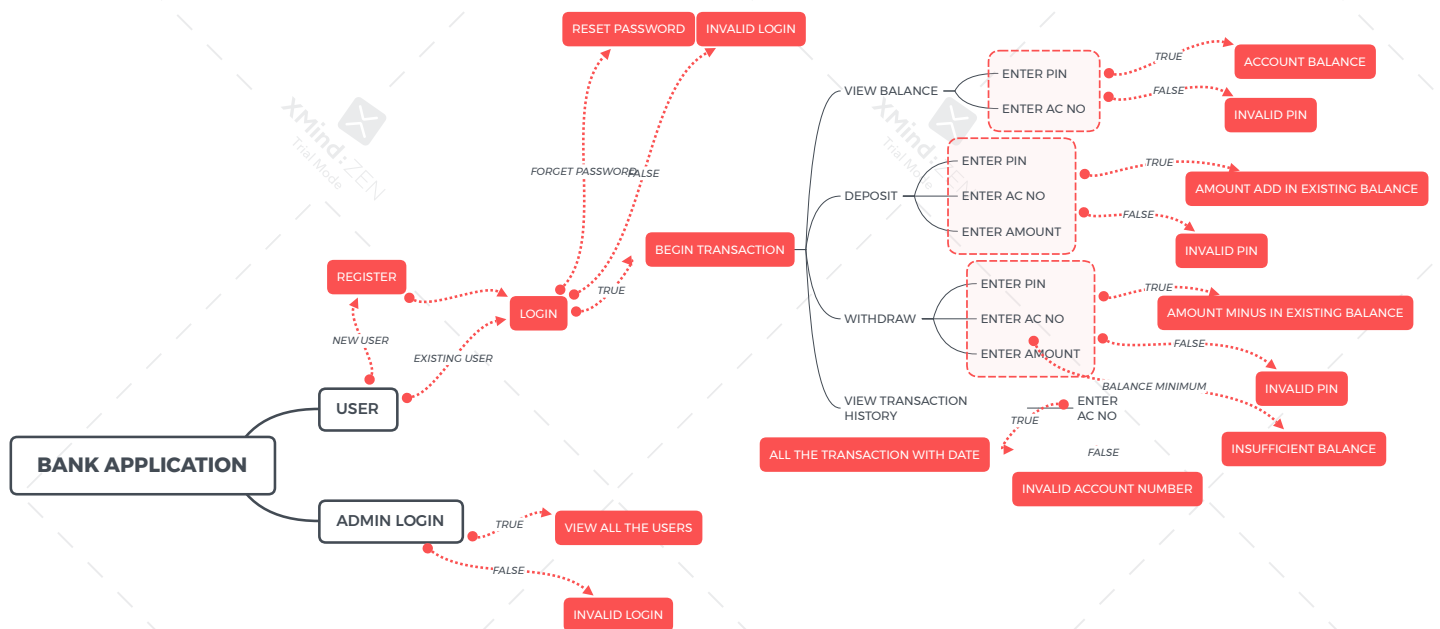 RESET PASSWORD
INVALID LOGIN
VIEW BALANCE
ENTER PIN
ENTER AC NO
TRUE
ACCOUNT BALANCE
FALSE
INVALID PIN
XMind:ZEN
Trial Mode
XMind:ZEN
Trial Mode
FORGET PASSWORD
FALSE
DEPOSIT
ENTER PIN
ENTER AC NO
ENTER AMOUNT
TRUE
AMOUNT ADD IN EXISTING BALANCE
FALSE
INVALID PIN
BEGIN TRANSACTION
REGISTER
LOGIN
TRUE
NEW USER
EXISTING USER
WITHDRAW
ENTER PIN
ENTER AC NO
ENTER AMOUNT
TRUE
AMOUNT MINUS IN EXISTING BALANCE
FALSE
INVALID PIN
BALANCE MINIMUM
INSUFFICIENT BALANCE
VIEW TRANSACTION
HISTORY
ENTER
AC NO
TRUE
ALL THE TRANSACTION WITH DATE
FALSE
INVALID ACCOUNT NUMBER
USER
BANK APPLICATION
ADMIN LOGIN
TRUE
VIEW ALL THE USERS
FALSE
INVALID LOGIN